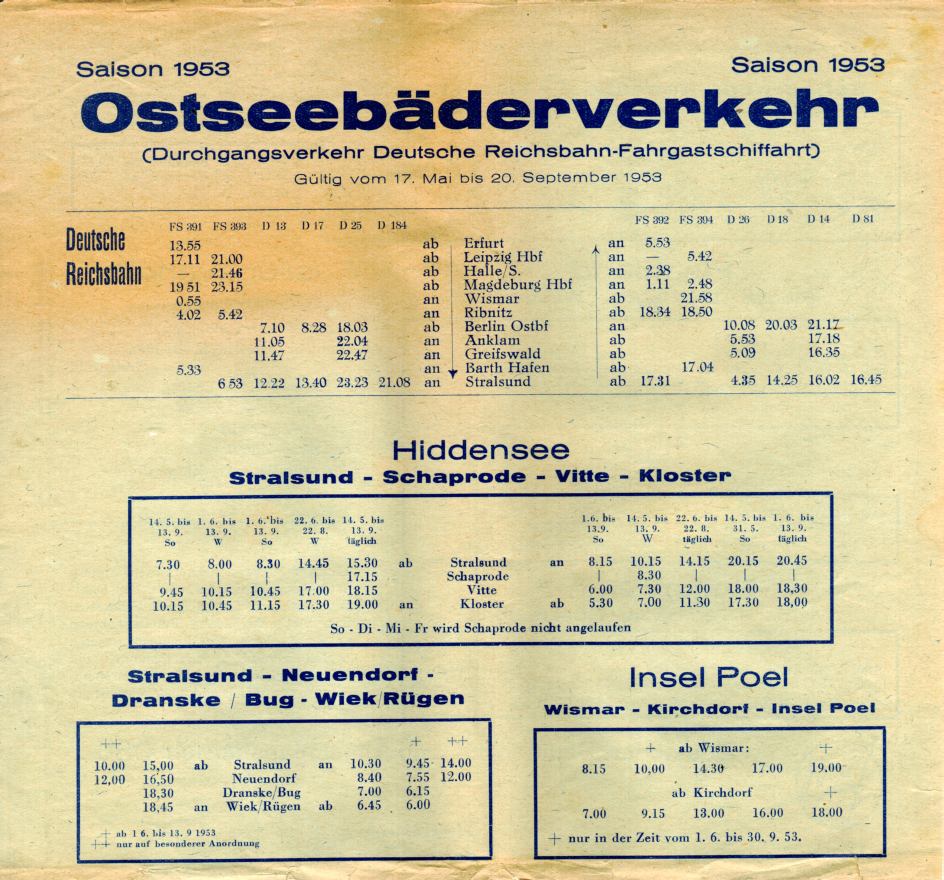 Saison 1953 Saison 1953
Ostseebäderverkehr
(Durchgangsverkehr Deutsche Reichsbahn-Fahrgastschiffahrt)
Gültig vom 17. Mai bis 20. September 1953
Deutsche
Reichsbahn
FS 391 FS 393 D 13 D 17 D 25 D 184 FS 392 FS 394 D 26 D 18 D 14 D 81
13.55 ab Erfurt an 5.53
17.11 21.00 ab Leipzig Hbf an — 5.42
— 21.46 ab Halle/S. an 2.38
19 51 23.15 ab Magdeburg Hbf an 1.11 2.48
0.55 an Wismar ab 21.58
4.02 5.42 an Ribnitz ab 18.34 18.50
7.10 8.28 18.03 ab Berlin Ostbf an 10.08 20.03 21.17
11.05 22.04 an Anklam ab 5.53 17.18
11.47 22.47 an Greifswald ab 5.09 16.35
5.33 an Barth Hafen ab 17.04
6 53 12.22 13.40 23.23 21.08 an Stralsund ab 17.31 4.35 14.25 16.02 16.45
Hiddensee
Stralsund - Schaprode - Vitte - Kloster
14. 5. bis 1. 6. bis 1. 6. bis 22. 6. bis 14. 5. bis 1.6. bis 14. 5. bis 22. 6. bis 14. 5. bis 1. 6. bis
13. 9. 13. 9. 13. 9. 22. 8. 13. 9. 13.9. 13. 9. 22. 8. 31. 5. 13. 9.
So W So W täglich So W täglich So täglich
7.30 8.00 8.30 14.45 15.30 ab Stralsund an 8.15 10.15 14.15 20.15 20.45
| | | | 17.15 Schaprode | 8.30 | | |
9.45 10.15 10.45 17.00 18.15 Vitte 6.00 7.30 12.00 18.00 18,30
10.15 10.45 11.15 17.30 19.00 an Kloster ab 5.30 7.00 11.30 17.30 18,00
So - Di - Mi - Fr wird Schaprode nicht angelaufen
Stralsund - Neuendorf -
Dranske / Bug - Wiek/Rügen
++ + ++
10.00 15,00 ab Stralsund an 10.30 9.45 14.00
12,00 16,50 Neuendorf 8.40 7.55 12.00
18,30 Dranske/Bug 7.00 6.15
18,45 an Wiek/Rügen ab 6.45 6.00
+ ab 1 6. bis 13. 9 1953
++ nur auf besonderer Anordnung
Insel Poel
Wismar - Kirchdorf - Insel Poel
+ ab Wismar: +
8.15 10,00 14.30 17.00 19.00
ab Kirchdorf +
7.00 9.15 13.00 16.00 18.00
+ nur in der Zeit vom 1. 6. bis 30. 9. 53.